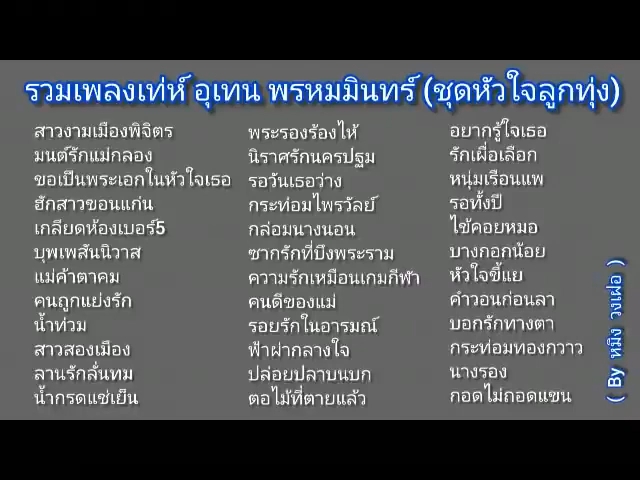 รวมเพลงเท่ห์ อุเทน พรหมมินทร์ (ชุดหัวใจลูกทุ่ง)
สาวงามเมืองพิจิตร
มนต์รักแม่กลอง
ขอเป็นพระเอกในหัวใจเธอ
ฮักสาวขอนแก่น
เกลียดห้องเบอร์5
บุพเพสันนิวาส
แม่ค้าตาคม
คนถูกแย่งรัก
น้ำท่วม
สาวสองเมือง
ลานรักลั่นทม
น้ำกรดแช่เย็น
พระรองร้องไห้
นิราศรักนครปฐม
รอวันเธอว่าง
กระท่อมไพรวัลย์
กล่อมนางนอน
ซากรักที่บึงพระราม
ความรักเหมือนเกมกีฬา
คนดีของแม่
รอยรักในอารมณ์
ฟ้าผ่ากลางใจ
ปล่อยปลาบนบก
ตอไม้ที่ตายแล้ว
อยากรู้ใจเธอ
รักเผื่อเลือก
หนุ่มเรือนแพ
รอทั้งปี
ไข้คอยหมอ
บางกอกน้อย
หัวใจขี้แย
คำวอนก่อนลา
บอกรักทางตา
กระท่อมทองกวาว
นางรอง
กอดไม่ถอดแขน
( By หมิง วงเฝอ )